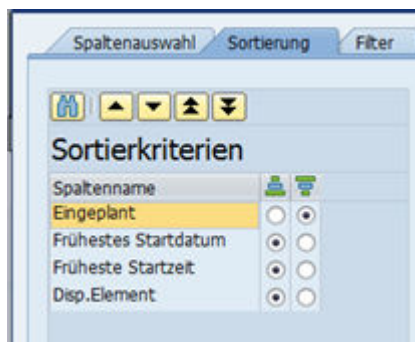 Spaltenauswahl Sortierung Filter
Sortierkriterien
Spaltenname
Eingeplant
Frühestes Startdatum
Früheste Startzeit
Disp.Element